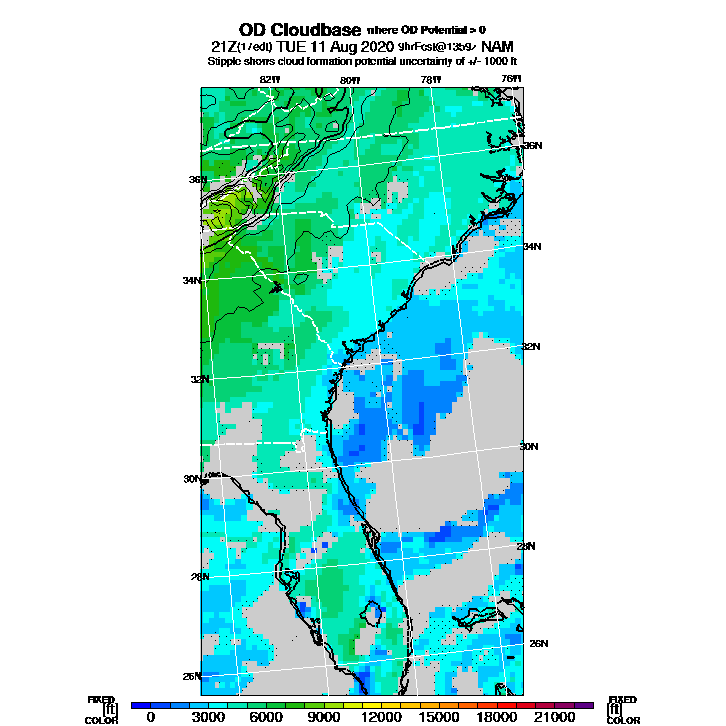 OD Cloudbase where OD Potential > 0
21Z(17edt) TUE 11 Aug 2020 9hrFcst@1359z NAM
Stipple shows cloud formation potential uncertainty of +/- 1000 ft
82W 80W 78W 76W
36N
36N
34N
34N
32N
32N
30N
30N
28N
28N
26N
26N
FIXED FIXED
[ft] [ft]
COLOR COLOR
0 3000 6000 9000 12000 15000 18000 21000